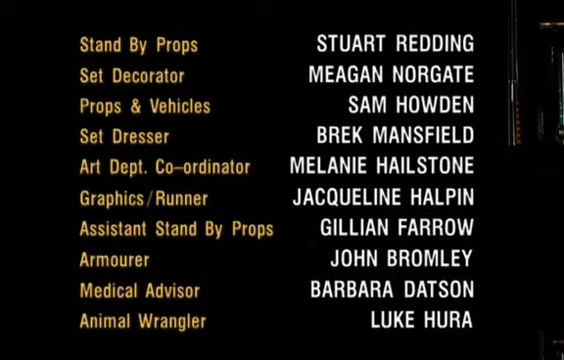 Stand By Props STUART REDDING
Set Decorator MEAGAN NORGATE
Props & Vehicles SAM HOWDEN
Set Dresser BREK MANSFIELD
Art Dept. Co-ordinator MELANIE HAILSTONE
Graphics/Runner JACQUELINE HALPIN
Assistant Stand By Props GILLIAN FARROW
Armourer JOHN BROMLEY
Medical Advisor BARBARA DATSON
Animal Wrangler LUKE HURA